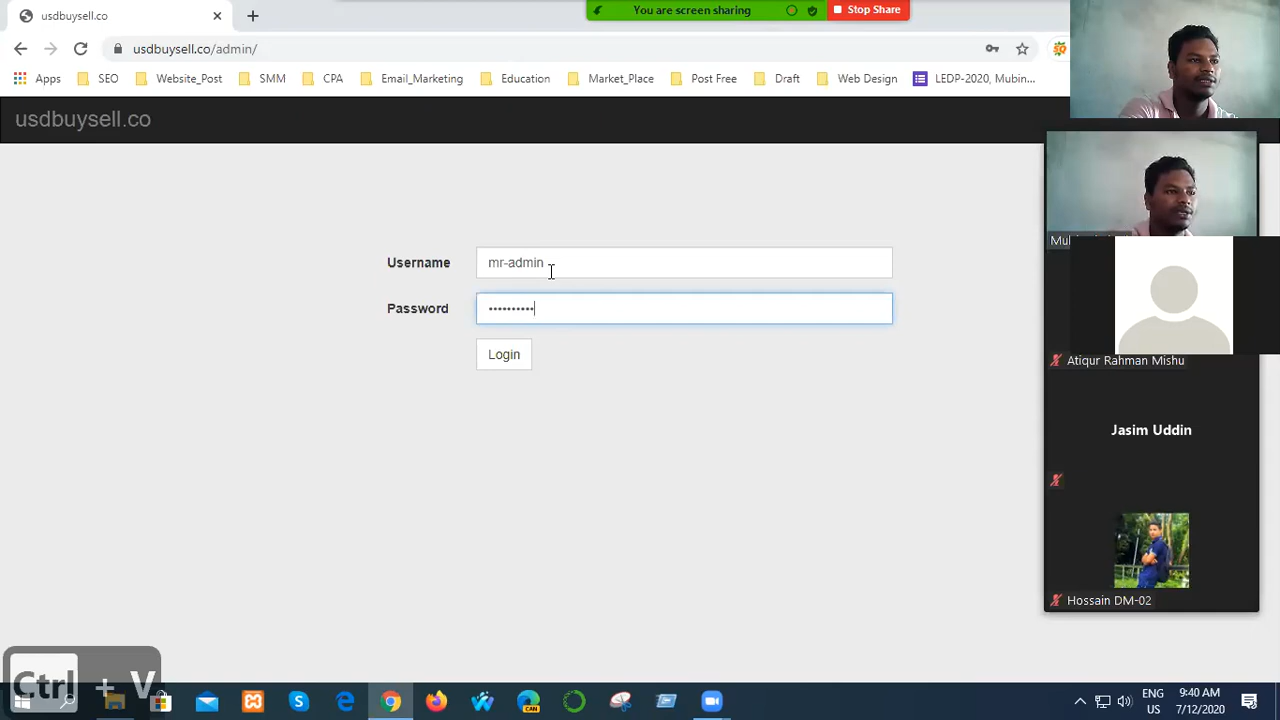 usdbuysell.co
You are screen sharing
Stop Share
usdbuysell.co/admin/
Apps
SEO
Website_Post
SMM
CPA
Email_Marketing
Education
Market_Place
Post Free
Draft
Web Design
LEDP-2020, Mubin...
usdbuysell.co
Username
mr-admin
Password
••••••••••
Login
Atiqur Rahman Mishu
Jasim Uddin
Hossain DM-02
Ctrl + V
CAN
ENG
US
9:40 AM
7/12/2020